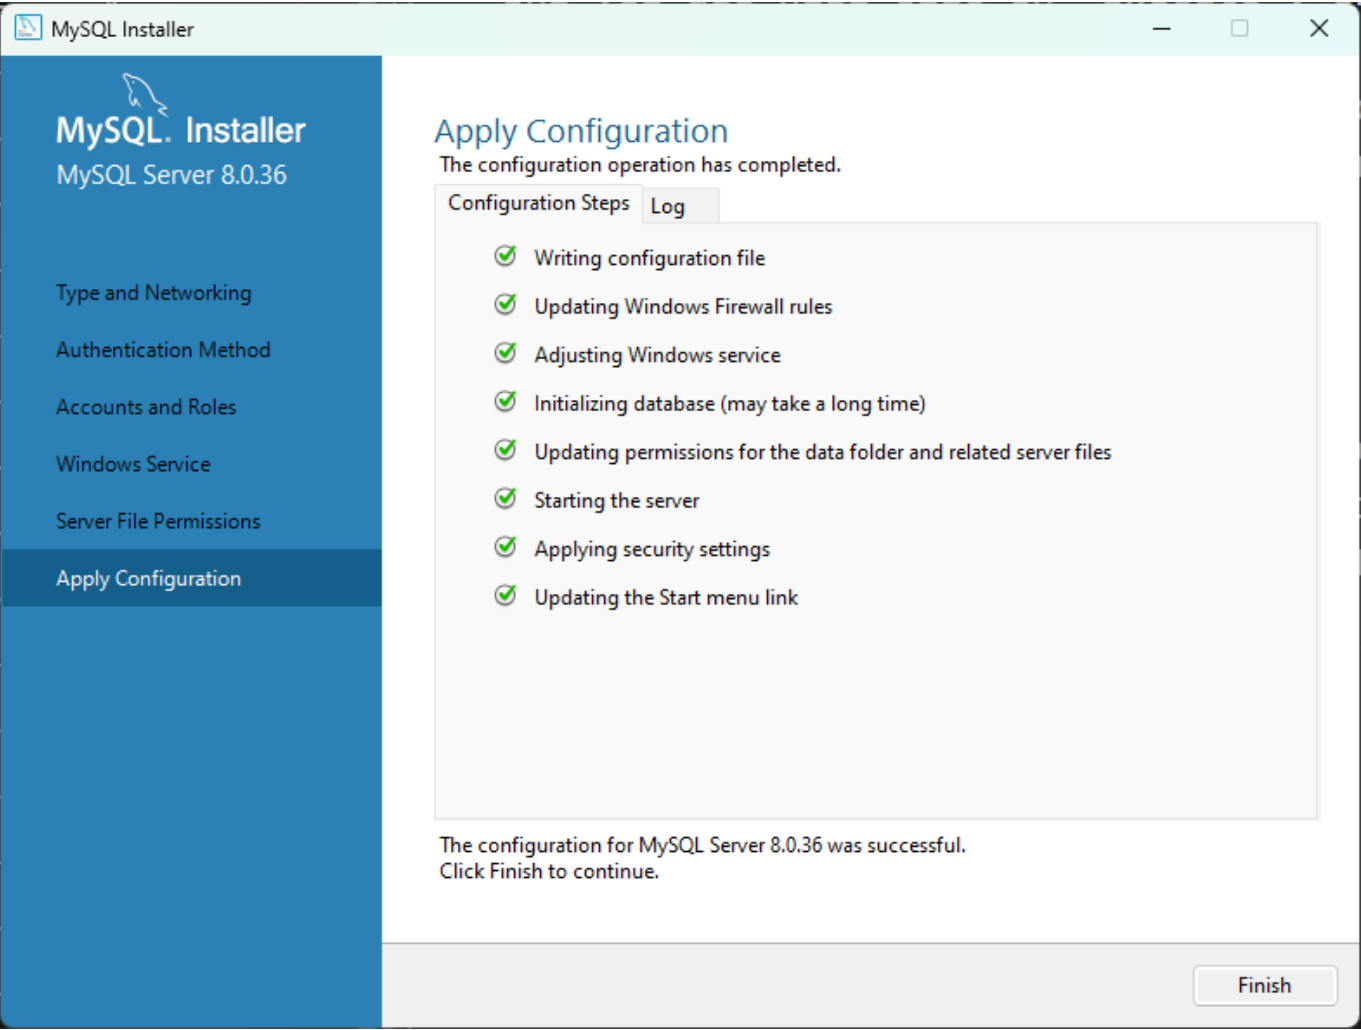 MySQL Installer
MySQL. Installer
MySQL Server 8.0.36
Type and Networking
Authentication Method
Accounts and Roles
Windows Service
Server File Permissions
Apply Configuration
Apply Configuration
The configuration operation has completed.
Configuration Steps Log
Writing configuration file
Updating Windows Firewall rules
Adjusting Windows service
Initializing database (may take a long time)
Updating permissions for the data folder and related server files
Starting the server
Applying security settings
Updating the Start menu link
The configuration for MySQL Server 8.0.36 was successful.
Click Finish to continue.
Finish